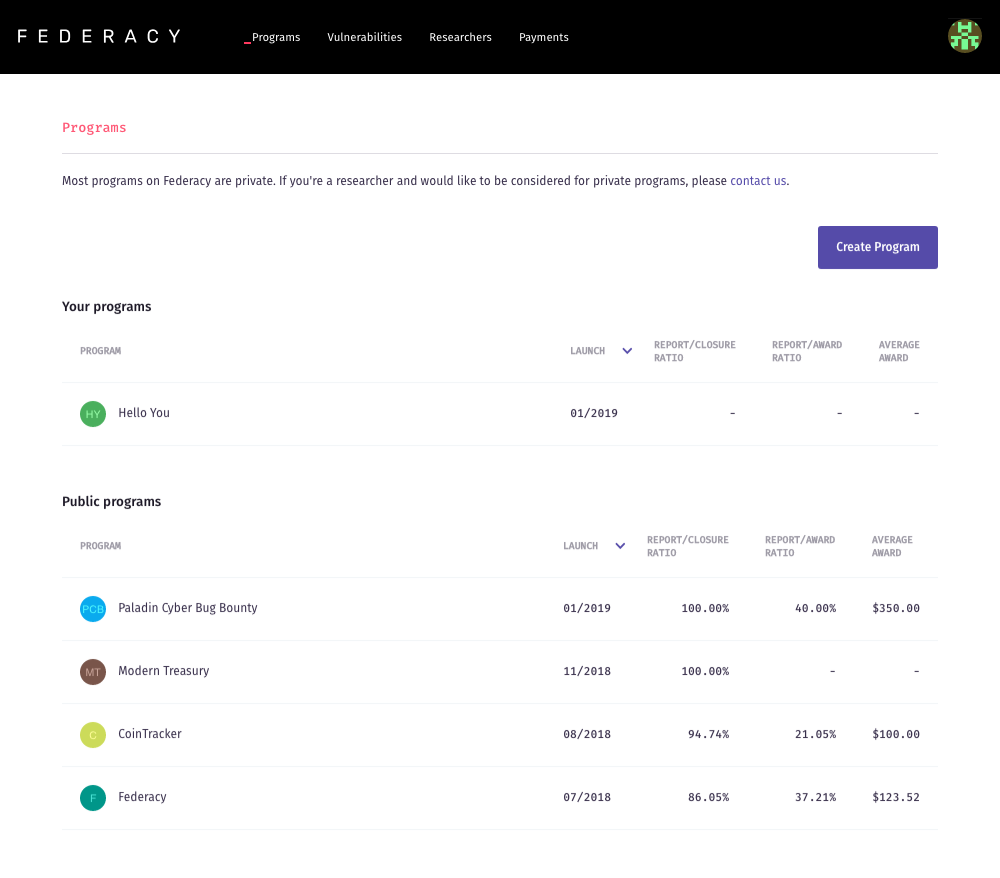 FEDERACY
Programs Vulnerabilities Researchers Payments
Programs
Most programs on Federacy are private. If you're a researcher and would like to be considered for private programs, please contact us.
Create Program
Your programs
PROGRAM LAUNCH REPORT/CLOSURE RATIO REPORT/AWARD RATIO AVERAGE AWARD
HY Hello You 01/2019 - - -
Public programs
PROGRAM LAUNCH REPORT/CLOSURE RATIO REPORT/AWARD RATIO AVERAGE AWARD
PCB Paladin Cyber Bug Bounty 01/2019 100.00% 40.00% $350.00
MT Modern Treasury 11/2018 100.00% - -
C CoinTracker 08/2018 94.74% 21.05% $100.00
F Federacy 07/2018 86.05% 37.21% $123.52